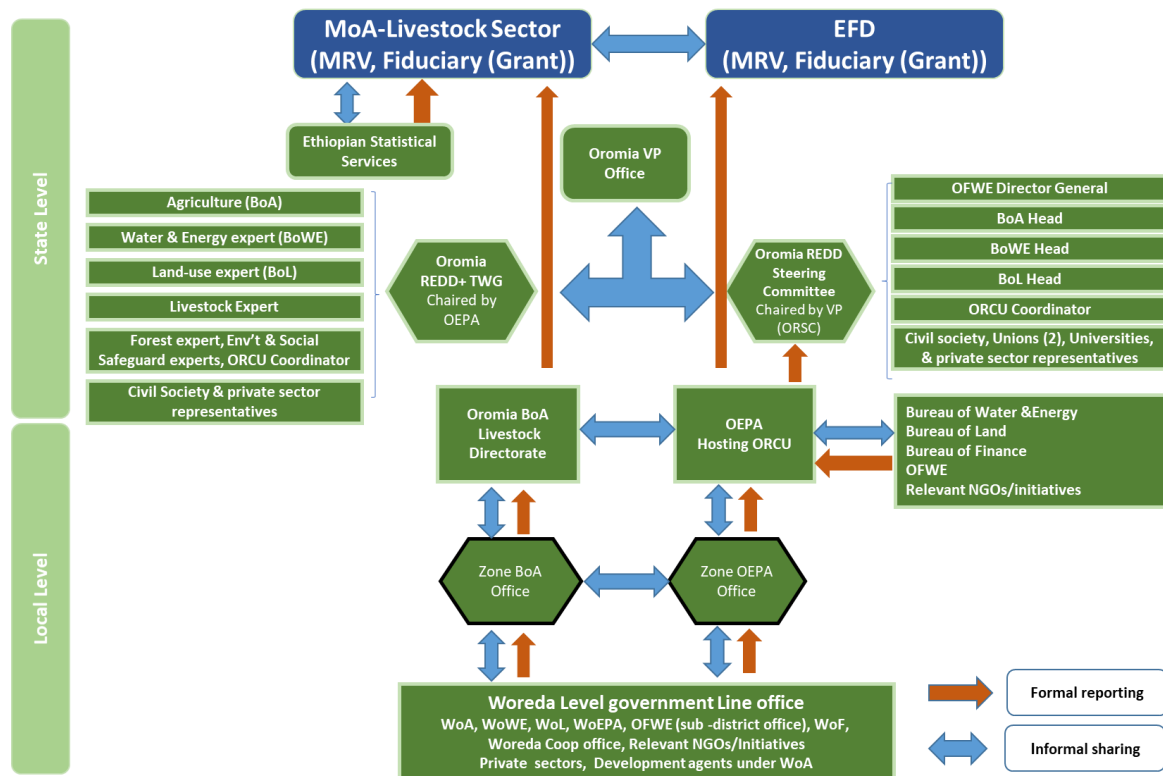 MoA-Livestock Sector
(MRV, Fiduciary (Grant))
EFD
(MRV, Fiduciary (Grant))
State Level
Ethiopian Statistical
Services
Oromia VP
Office
Agriculture (BoA)
Water & Energy expert (BoWE)
Land-use expert (BoL)
Livestock Expert
Forest expert, Env't & Social
Safeguard experts, ORCU Coordinator
Civil Society & private sector
representatives
Oromia
REDD+ TWG
Chaired by
OEPA
Oromia REDD
Steering
Committee
Chaired by VP
(ORSC)
OFWE Director General
BoA Head
BoWE Head
BoL Head
ORCU Coordinator
Civil society, Unions (2), Universities,
& private sector representatives
Local Level
Oromia BoA
Livestock
Directorate
OEPA
Hosting ORCU
Bureau of Water &Energy
Bureau of Land
Bureau of Finance
OFWE
Relevant NGOs/initiatives
Zone BoA
Office
Zone OEPA
Office
Woreda Level government Line office
WoA, WoWE, WoL, WoEPA, OFWE (sub -district office), WoF,
Woreda Coop office, Relevant NGOs/Initiatives
Private sectors, Development agents under WoA
Formal reporting
Informal sharing